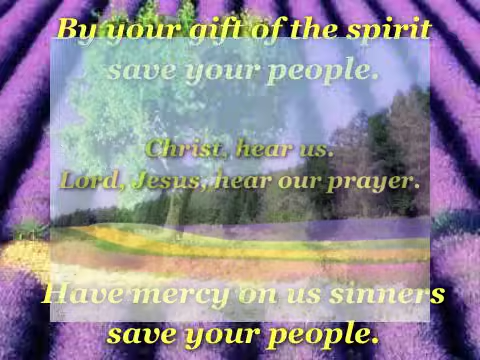 By your gift of the spirit
save your people.
Christ, hear us.
Lord, Jesus, hear our prayer.
Have mercy on us sinners
save your people.